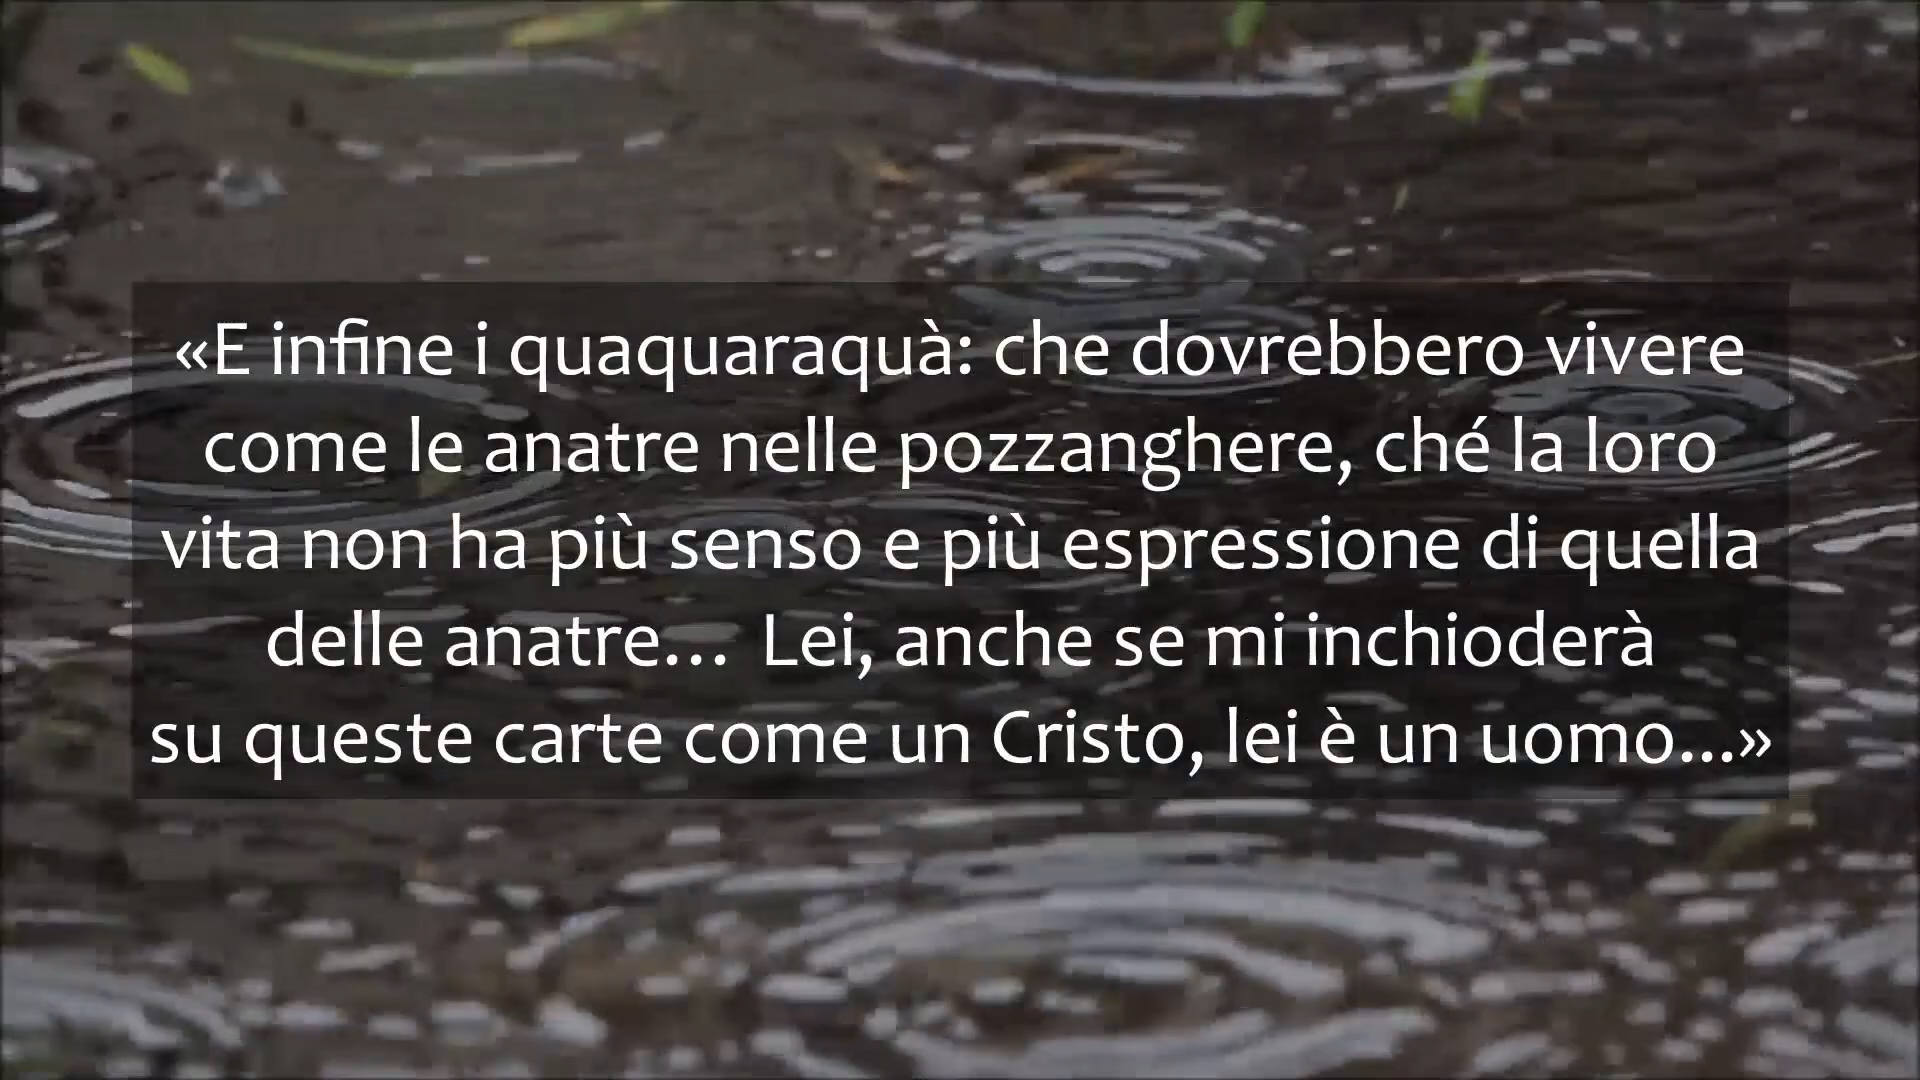 «E infine i quaquaraquà: che dovrebbero vivere
come le anatre nelle pozzanghere, ché la loro
vita non ha più senso e più espressione di quella
delle anatre… Lei, anche se mi inchioderà
su queste carte come un Cristo, lei è un uomo...»